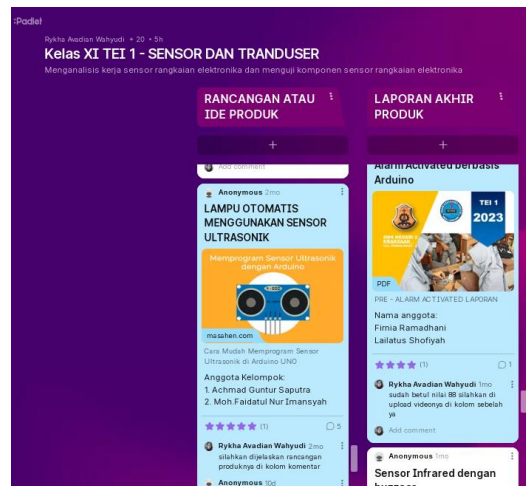 :Padlet
Rykha Avadian Wahyudi • 20 • 5h
Kelas XI TEI 1 - SENSOR DAN TRANDUSER
Menganalisis kerja sensor rangkaian elektronika dan menguji komponen sensor rangkaian elektronika
RANCANGAN ATAU
IDE PRODUK
Add comment
Anonymous 2mo
LAMPU OTOMATIS
MENGGUNAKAN SENSOR
ULTRASONIK
Memprogram Sensor Ultrasonik
dengan Arduino
masahen.com
Cara Mudah Memprogram Sensor
Ultrasonik di Arduino UNO
Anggota Kelompok:
1. Achmad Guntur Saputra
2. Moh.Faidatul Nur Imansyah
(1) 5
Rykha Avadian Wahyudi 2mo
silahkan dijelaskan rancangan
produknya di kolom komentar
Anonymous 10d
LAPORAN AKHIR
PRODUK
Alarm Activated berbasis
Arduino
TEI 1
2023
PDF
PRE - ALARM ACTIVATED LAPORAN
Nama anggota:
Firnia Ramadhani
Lailatus Shofiyah
(1) 1
Rykha Avadian Wahyudi 1mo
sudah betul nilai 88 silahkan di
upload videonya di kolom sebelah
ya
Add comment
Anonymous 1mo
Sensor Infrared dengan